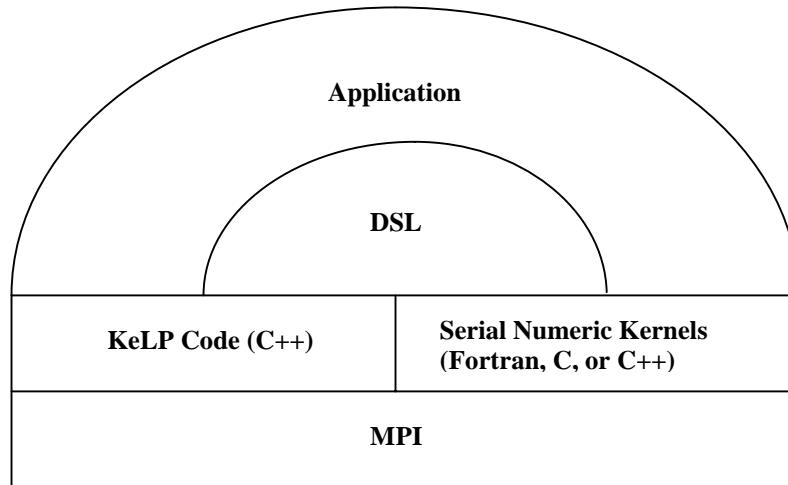 Application
DSL
KeLP Code (C++)
Serial Numeric Kernels
(Fortran, C, or C++)
MPI